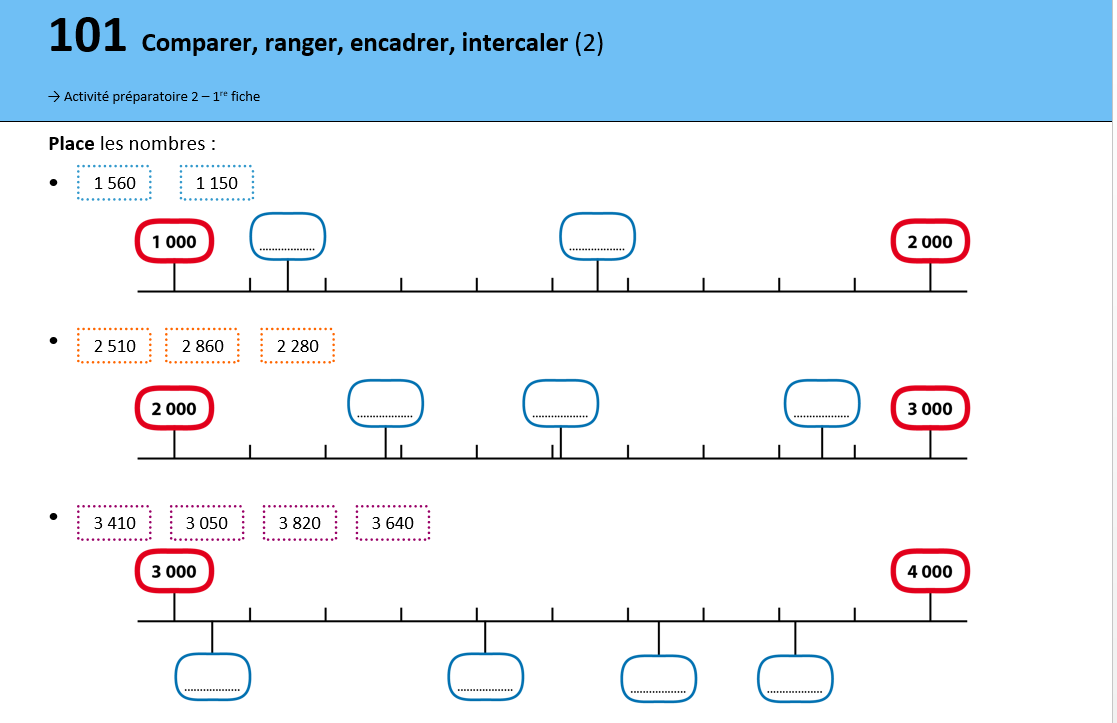 101 Comparer, ranger, encadrer, intercaler (2)
→ Activité préparatoire 2 – 1re fiche
Place les nombres :
• 1 560 1 150
1 000 .................. .................. 2 000
• 2 510 2 860 2 280
2 000 .................. .................. .................. 3 000
• 3 410 3 050 3 820 3 640
3 000 4 000
.................. .................. .................. ..................